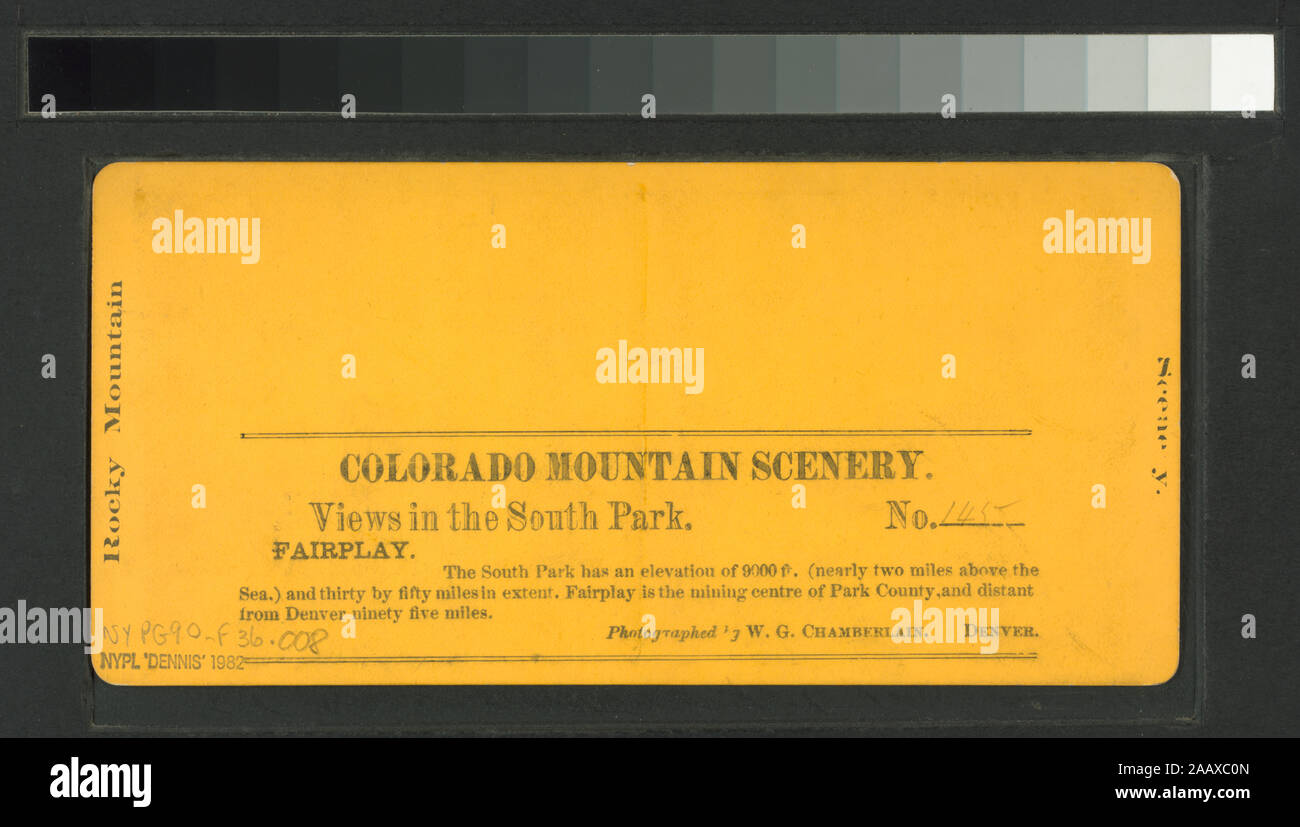 Rocky Mountain
COLORADO MOUNTAIN SCENERY.
Views in the South Park. No. 1455
FAIRPLAY.
The South Park has an elevation of 9000 ft. (nearly two miles above the
Sea.) and thirty by fifty miles in extent. Fairplay is the mining centre of Park County, and distant
from Denver ninety five miles.
Photographed by W. G. CHAMBERLAIN. DENVER.
NYPG90-F36.008
NYPL 'DENNIS' 1982
alamy
alamy
alamy
a a a a
a a
a a
a a
a a a a
a a
a a a a
alamy
Image ID: 2AAXC0N
www.alamy.com